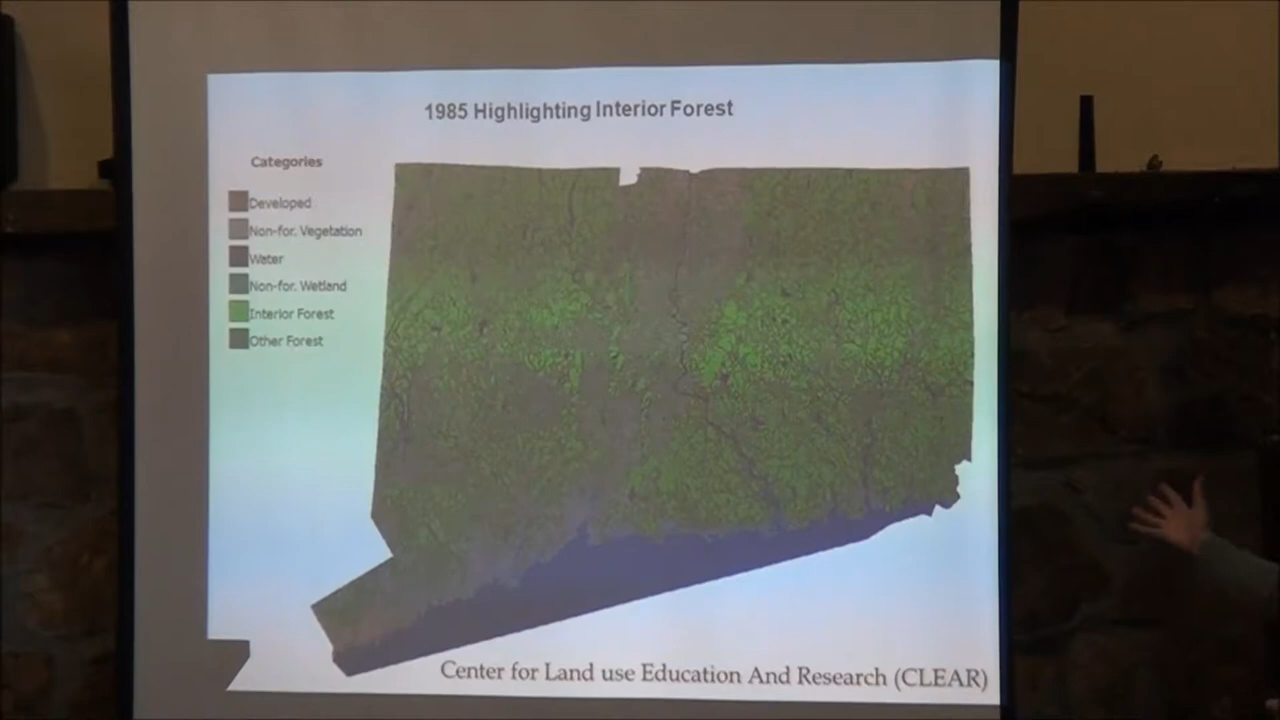 1985 Highlighting Interior Forest
Categories
Developed
Non-for. Vegetation
Water
Non-for. Wetland
Interior Forest
Other Forest
Center for Land use Education And Research (CLEAR)